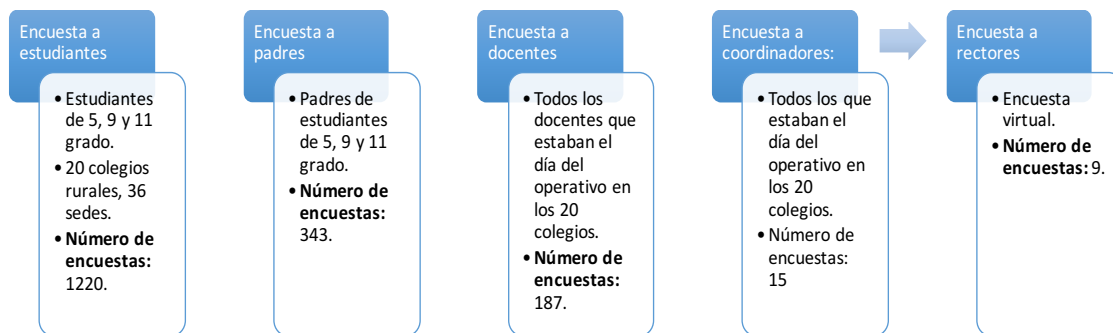 Encuesta a
estudiantes
• Estudiantes
de 5, 9 y 11
grado.
• 20 colegios
rurales, 36
sedes.
• Número de
encuestas:
1220.
Encuesta a
padres
• Padres de
estudiantes
de 5, 9 y 11
grado.
• Número de
encuestas:
343.
Encuesta a
docentes
• Todos los
docentes que
estaban el
día del
operativo en
los 20
colegios.
• Número de
encuestas:
187.
Encuesta a
coordinadores:
• Todos los que
estaban el
día del
operativo en
los 20
colegios.
• Número de
encuestas:
15
Encuesta a
rectores
• Encuesta
virtual.
• Número de
encuestas: 9.